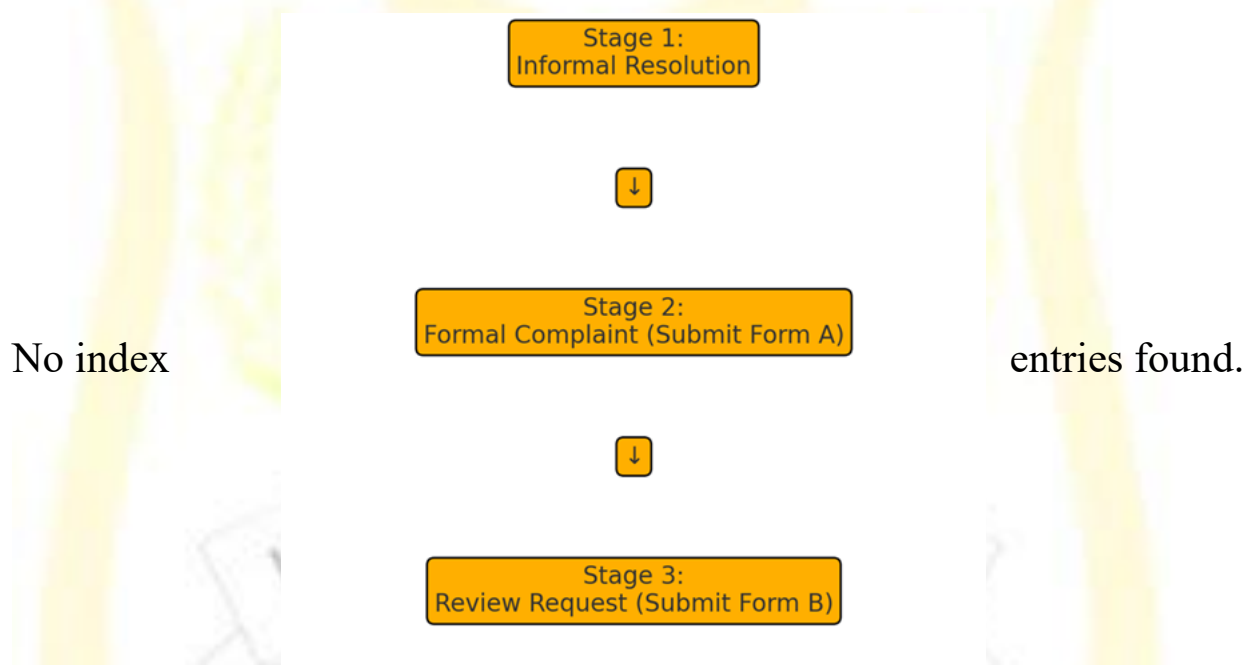 Stage 1:
Informal Resolution
↓
Stage 2:
Formal Complaint (Submit Form A)
No index entries found.
↓
Stage 3:
Review Request (Submit Form B)